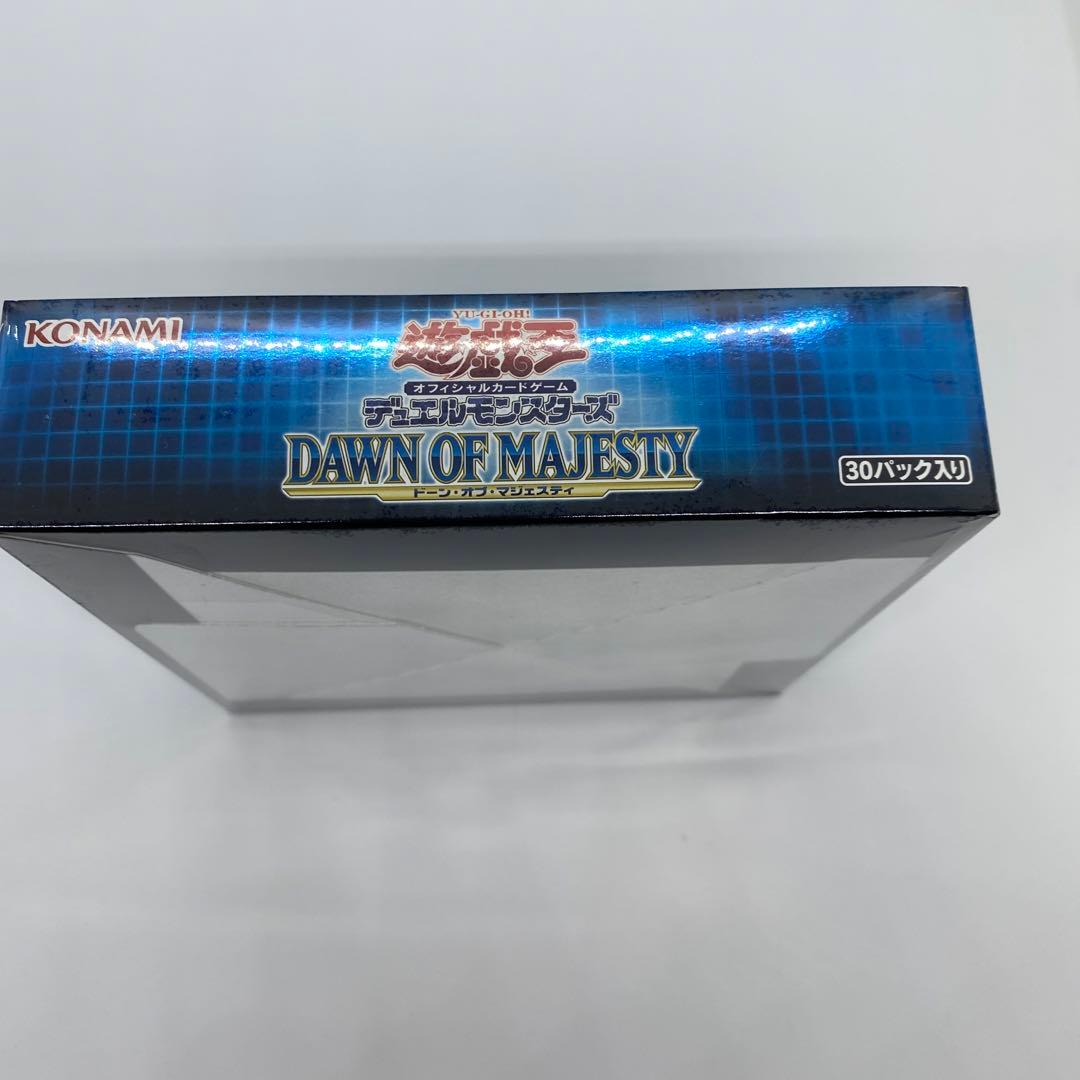 KONAMI
YU-GI-OH!
遊戯王
オフィシャルカードゲーム
デュエルモンスターズ
DAWN OF MAJESTY
ドーン・オブ・マジェスティ
30パック入り